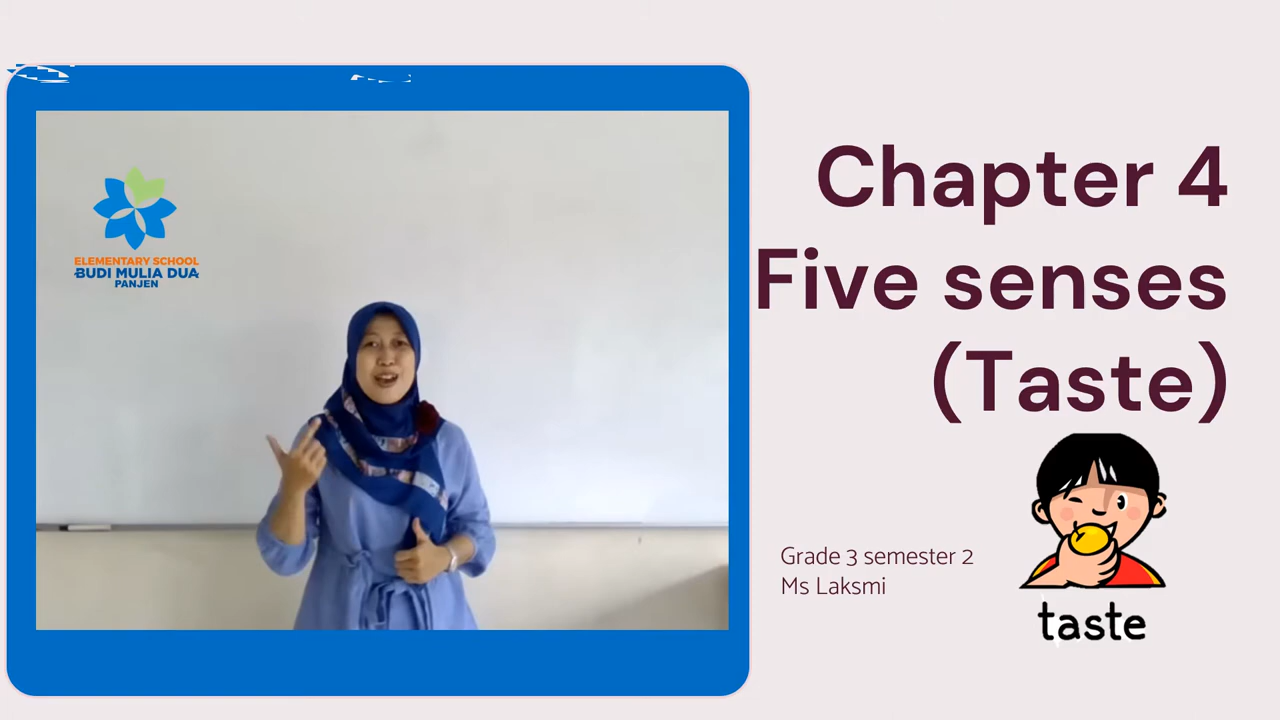 ELEMENTARY SCHOOL
BUDI MULIA DUA
PANJEN
Chapter 4
Five senses
(Taste)
Grade 3 semester 2
Ms Laksmi
taste